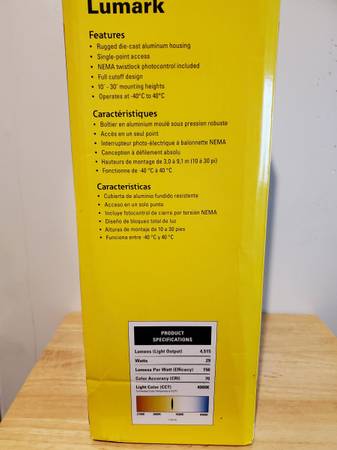 Lumark
Features
• Rugged die-cast aluminum housing
• Single-point access
• NEMA twistlock photocontrol included
• Full cutoff design
• 10' - 30' mounting heights
• Operates at -40°C to 40°C
Caractéristiques
• Boîtier en aluminium moulé sous pression robuste
• Accès en un seul point
• Interrupteur photo-électrique à baïonnette NEMA
• Conception à défilement absolu
• Hauteurs de montage de 3,0 à 9,1 m (10 à 30 pi)
• Fonctionne de -40 °C à 40 °C
Caracteristicas
• Cubierta de aluminio fundido resistente
• Acceso en un solo punto
• Incluye fotocontrol de cierre por torsión NEMA
• Diseño de bloqueo total de luz
• Alturas de montaje de 10 a 30 pies
• Funciona entre -40 °C y 40 °C
PRODUCT
SPECIFICATIONS
Lumens (Light Output) 4,515
Watts 29
Lumens Per Watt (Efficacy) 156
Color Accuracy (CRI) 70
Light Color (CCT) 4000K